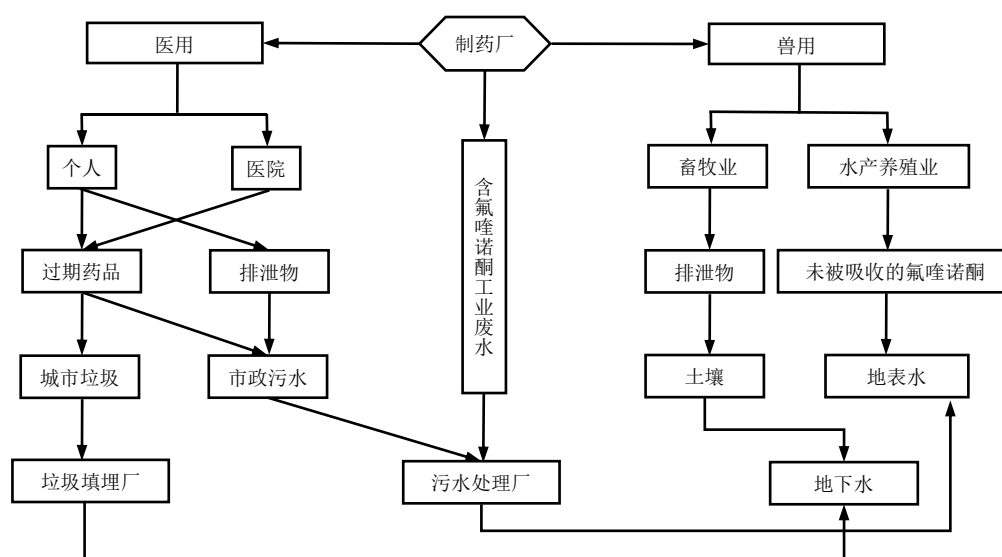 医用
制药厂
兽用
个人
医院
含氟喹诺酮工业废水
畜牧业
水产养殖业
过期药品
排泄物
排泄物
未被吸收的氟喹诺酮
城市垃圾
市政污水
土壤
地表水
垃圾填埋厂
污水处理厂
地下水